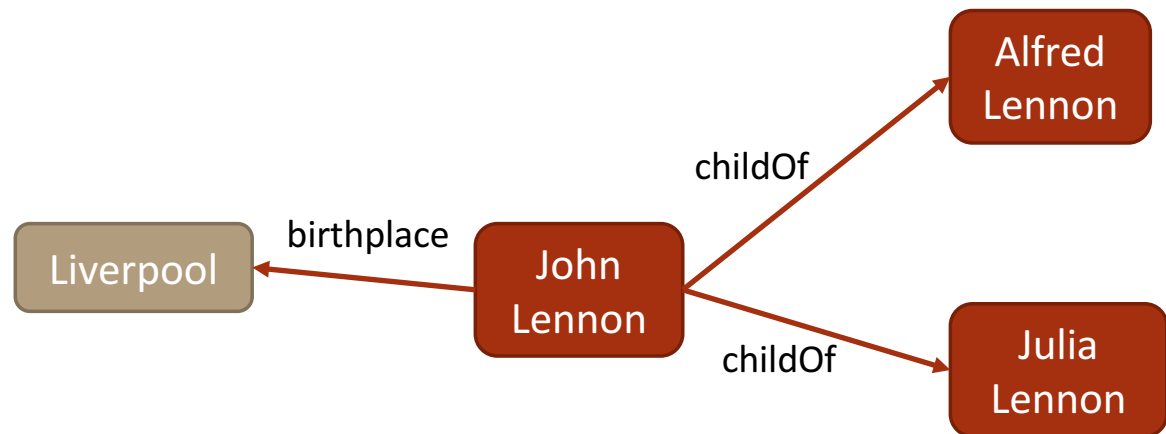 Alfred
Lennon
childOf
birthplace
Liverpool
John
Lennon
childOf
Julia
Lennon